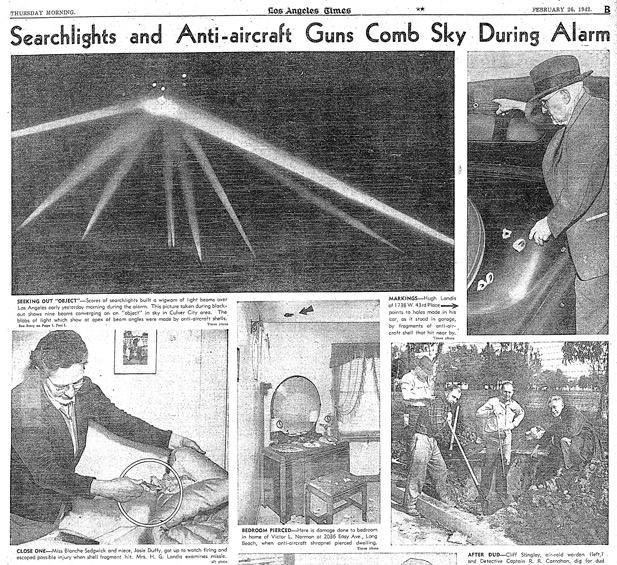 THURSDAY MORNING.
Los Angeles Times
★★
FEBRUARY 26, 1942.
B
Searchlights and Anti-aircraft Guns Comb Sky During Alarm
SEEKING OUT "OBJECT"—Scores of searchlights built a wigwam of light beams over
Los Angeles early yesterday morning during the alarm. This picture taken during black-
out shows nine beams converging on an "object" in sky in Culver City area. The
blobs of light which show at apex of beam angles were made by anti-aircraft shells.
Times photo
MARKINGS—Hugh Landis
of 1738 W. 43rd Place
points to holes made in his
car, as it stood in garage,
by fragments of anti-air-
craft shell that hit near by.
Times photo
CLOSE ONE—Miss Blanche Sedgwick and niece, Josie Duffy, got up to watch firing and
escaped possible injury when shell fragment hit. Mrs. H. G. Landis examines missile.
BEDROOM PIERCED—Here is damage done to bedroom
in home of Victor L. Norman at 2036 Easy Ave., Long
Beach, when anti-aircraft shrapnel pierced dwelling.
Times photo
AFTER DUD—Cliff Stingley, air-raid warden (left,)
and Detective Captain R. R. Carnahan, dig for dud